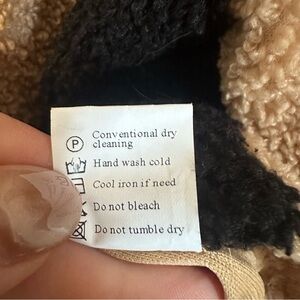 Conventional dry
cleaning
P
Hand wash cold
Cool iron if need
Do not bleach
Do not tumble dry